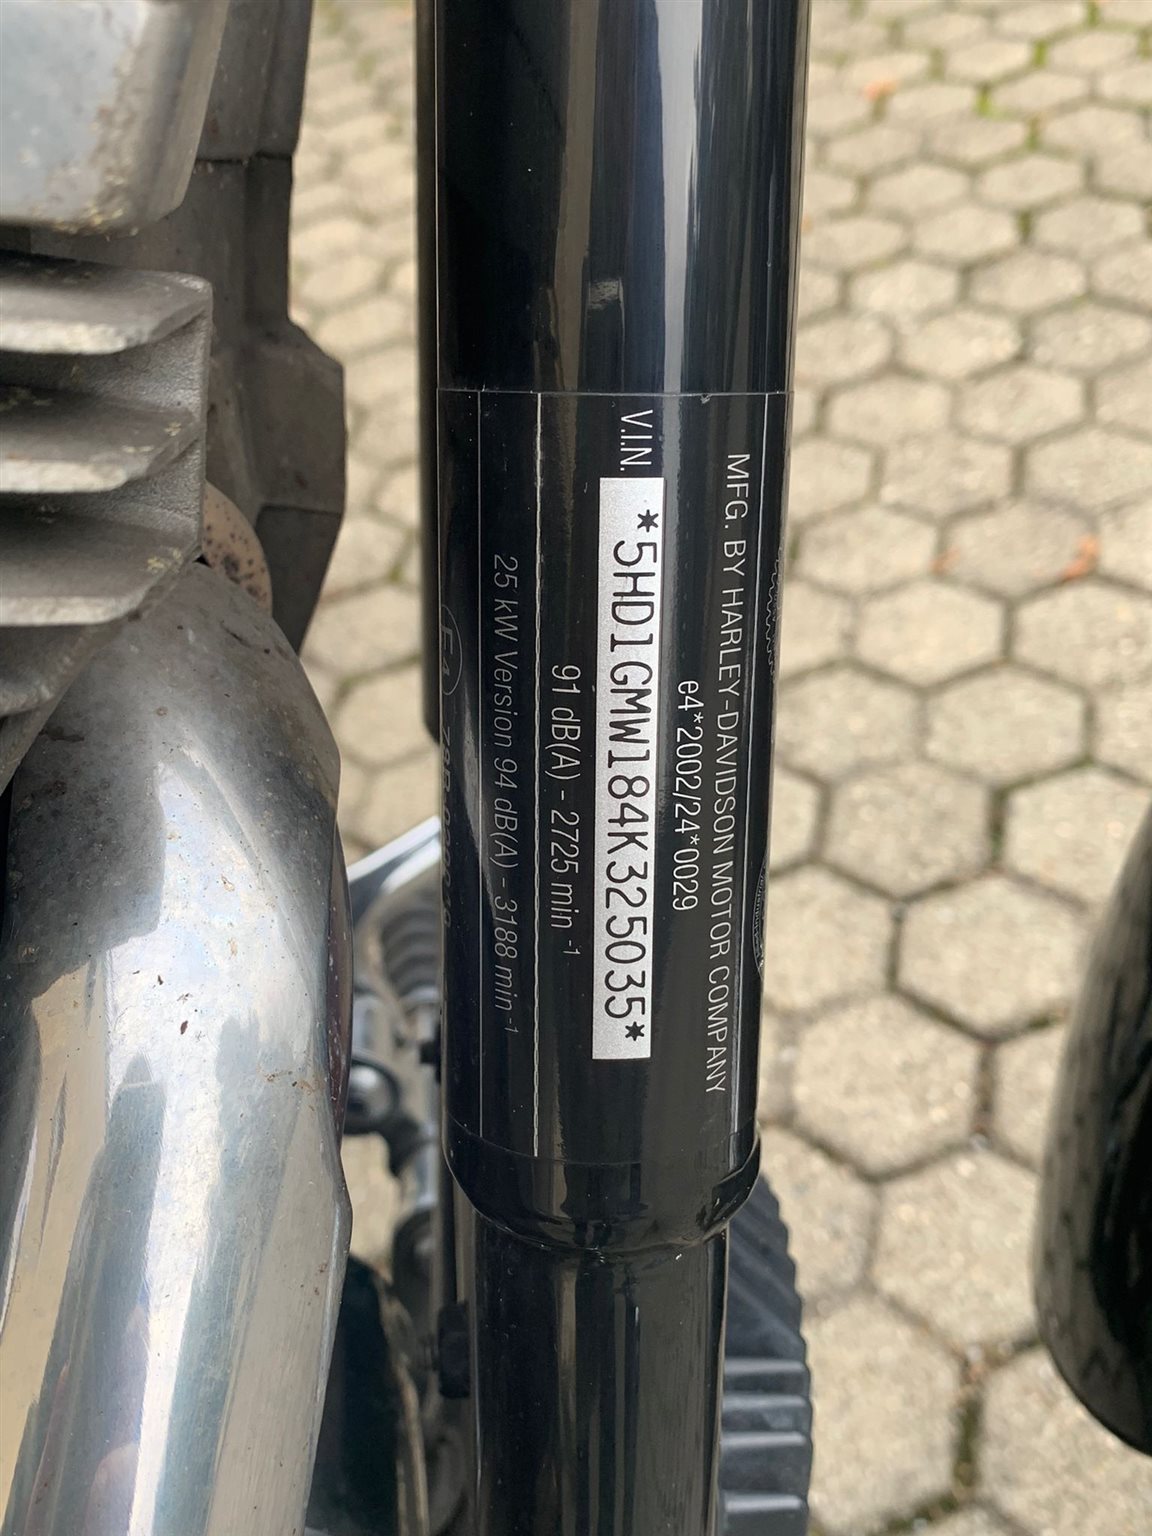 MFG. BY HARLEY-DAVIDSON MOTOR COMPANY
e4*2002/24*0029
V.I.N. *5HD1GMW184K325035*
91 dB(A) - 2725 min⁻¹
25 kW Version 94 dB(A) - 3188 min⁻¹